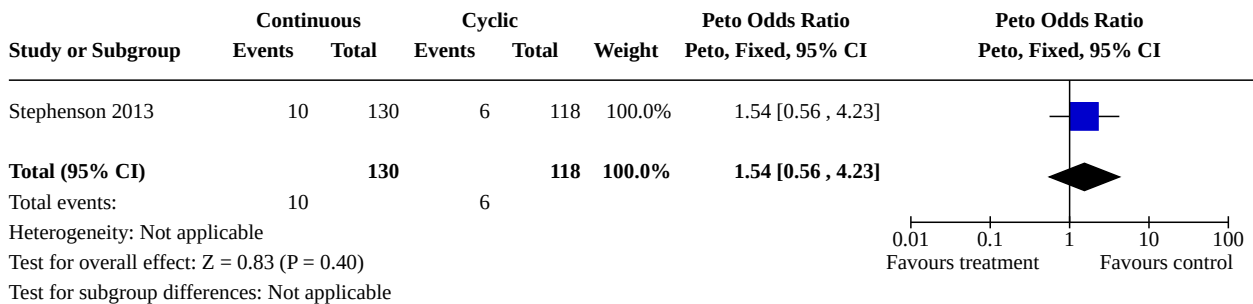 Continuous Cyclic Peto Odds Ratio Peto Odds Ratio
Study or Subgroup Events Total Events Total Weight Peto, Fixed, 95% CI Peto, Fixed, 95% CI
Stephenson 2013 10 130 6 118 100.0% 1.54 [0.56 , 4.23]
Total (95% CI) 130 118 100.0% 1.54 [0.56 , 4.23]
Total events: 10 6
Heterogeneity: Not applicable 0.01 0.1 1 10 100
Test for overall effect: Z = 0.83 (P = 0.40) Favours treatment Favours control
Test for subgroup differences: Not applicable